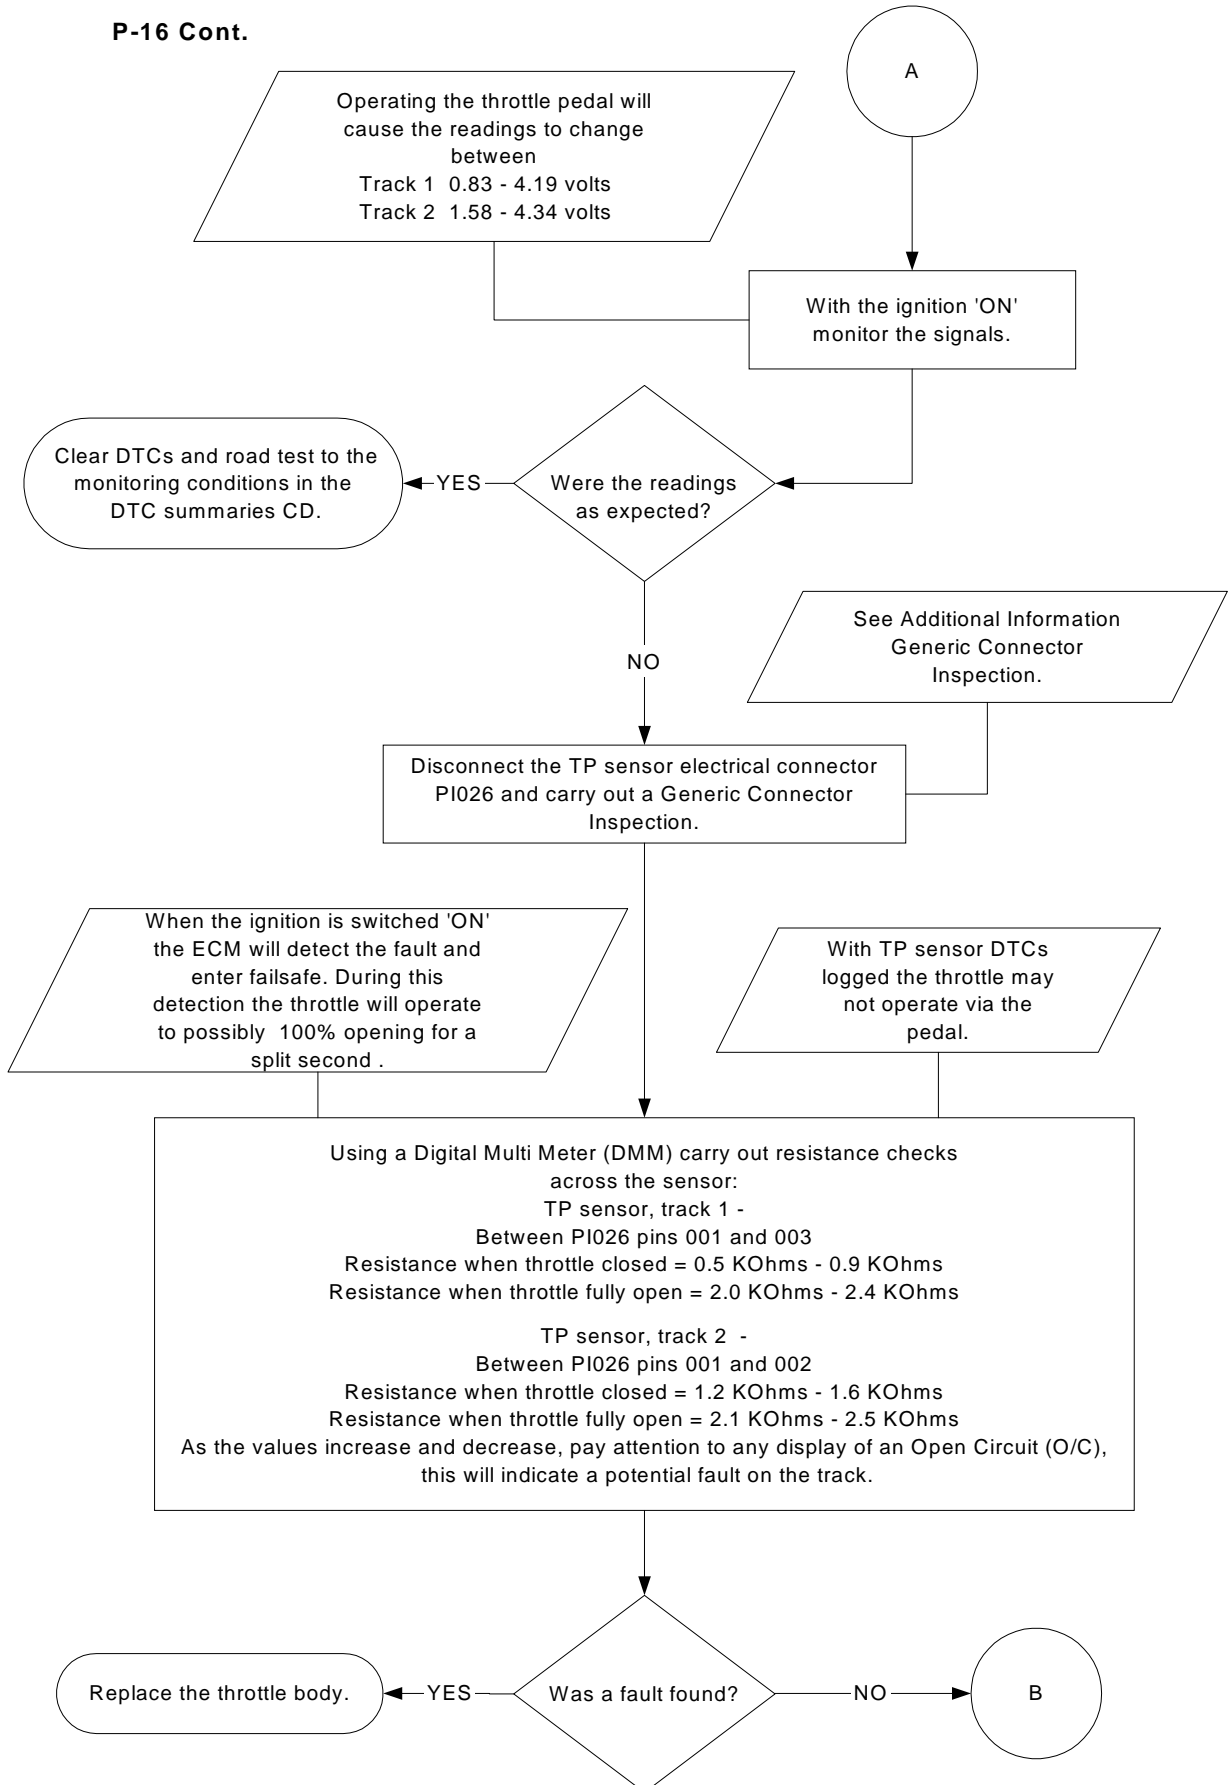 P-16 Cont.
A
Operating the throttle pedal will
cause the readings to change
between
Track 1 0.83 - 4.19 volts
Track 2 1.58 - 4.34 volts
With the ignition 'ON'
monitor the signals.
Clear DTCs and road test to the
monitoring conditions in the
DTC summaries CD.
YES
Were the readings
as expected?
See Additional Information
Generic Connector
Inspection.
NO
Disconnect the TP sensor electrical connector
PI026 and carry out a Generic Connector
Inspection.
When the ignition is switched 'ON'
the ECM will detect the fault and
enter failsafe. During this
detection the throttle will operate
to possibly 100% opening for a
split second .
With TP sensor DTCs
logged the throttle may
not operate via the
pedal.
Using a Digital Multi Meter (DMM) carry out resistance checks
across the sensor:
TP sensor, track 1 -
Between PI026 pins 001 and 003
Resistance when throttle closed = 0.5 KOhms - 0.9 KOhms
Resistance when throttle fully open = 2.0 KOhms - 2.4 KOhms
TP sensor, track 2 -
Between PI026 pins 001 and 002
Resistance when throttle closed = 1.2 KOhms - 1.6 KOhms
Resistance when throttle fully open = 2.1 KOhms - 2.5 KOhms
As the values increase and decrease, pay attention to any display of an Open Circuit (O/C),
this will indicate a potential fault on the track.
Replace the throttle body.
YES
Was a fault found?
NO
B